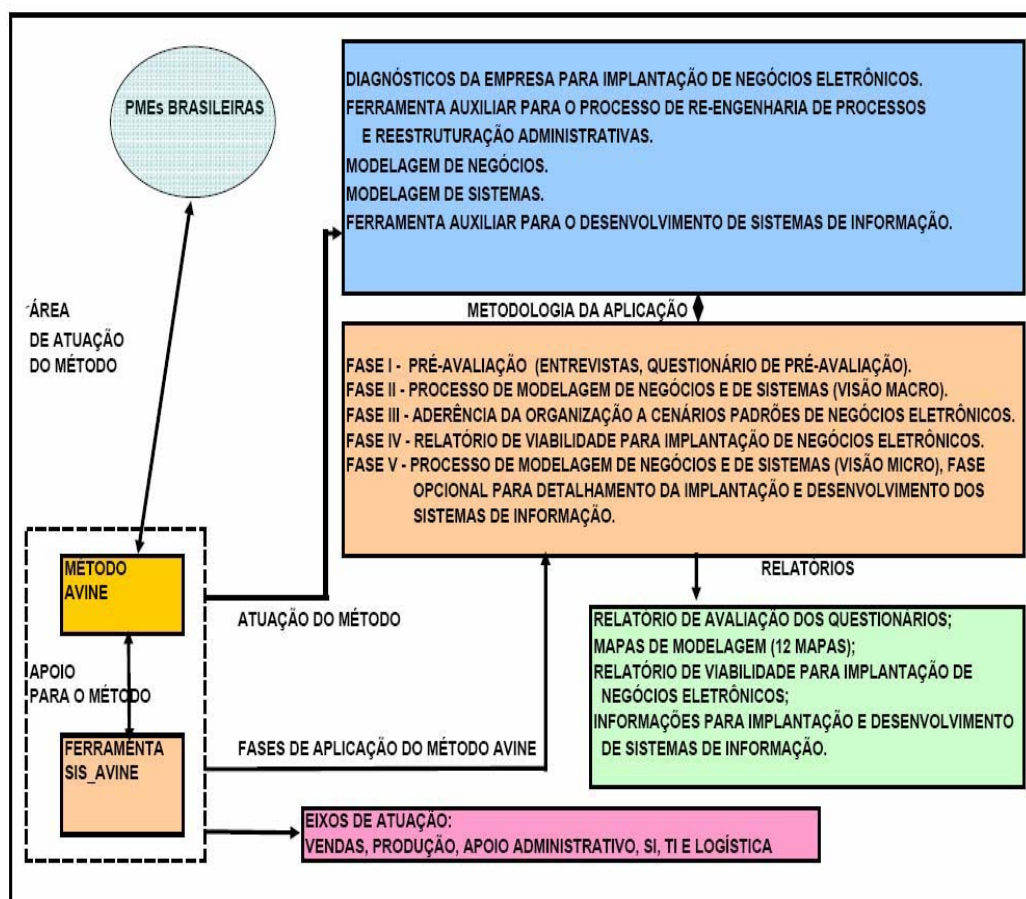 PMEs BRASILEIRAS
DIAGNÓSTICOS DA EMPRESA PARA IMPLANTAÇÃO DE NEGÓCIOS ELETRÔNICOS.
FERRAMENTA AUXILIAR PARA O PROCESSO DE RE-ENGENHARIA DE PROCESSOS
E REESTRUTURAÇÃO ADMINISTRATIVAS.
MODELAGEM DE NEGÓCIOS.
MODELAGEM DE SISTEMAS.
FERRAMENTA AUXILIAR PARA O DESENVOLVIMENTO DE SISTEMAS DE INFORMAÇÃO.
ÁREA
DE ATUAÇÃO
DO MÉTODO
METODOLOGIA DA APLICAÇÃO
FASE I - PRÉ-AVALIAÇÃO (ENTREVISTAS, QUESTIONÁRIO DE PRÉ-AVALIAÇÃO).
FASE II - PROCESSO DE MODELAGEM DE NEGÓCIOS E DE SISTEMAS (VISÃO MACRO).
FASE III - ADERÊNCIA DA ORGANIZAÇÃO A CENÁRIOS PADRÕES DE NEGÓCIOS ELETRÔNICOS.
FASE IV - RELATÓRIO DE VIABILIDADE PARA IMPLANTAÇÃO DE NEGÓCIOS ELETRÔNICOS.
FASE V - PROCESSO DE MODELAGEM DE NEGÓCIOS E DE SISTEMAS (VISÃO MICRO), FASE
OPCIONAL PARA DETALHAMENTO DA IMPLANTAÇÃO E DESENVOLVIMENTO DOS
SISTEMAS DE INFORMAÇÃO.
MÉTODO
AVINE
ATUAÇÃO DO MÉTODO
RELATÓRIOS
RELATÓRIO DE AVALIAÇÃO DOS QUESTIONÁRIOS;
MAPAS DE MODELAGEM (12 MAPAS);
RELATÓRIO DE VIABILIDADE PARA IMPLANTAÇÃO DE
NEGÓCIOS ELETRÔNICOS;
INFORMAÇÕES PARA IMPLANTAÇÃO E DESENVOLVIMENTO
DE SISTEMAS DE INFORMAÇÃO.
APOIO
PARA O MÉTODO
FERRAMENTA
SIS_AVINE
FASES DE APLICAÇÃO DO MÉTODO AVINE
EIXOS DE ATUAÇÃO:
VENDAS, PRODUÇÃO, APOIO ADMINISTRATIVO, SI, TI E LOGÍSTICA